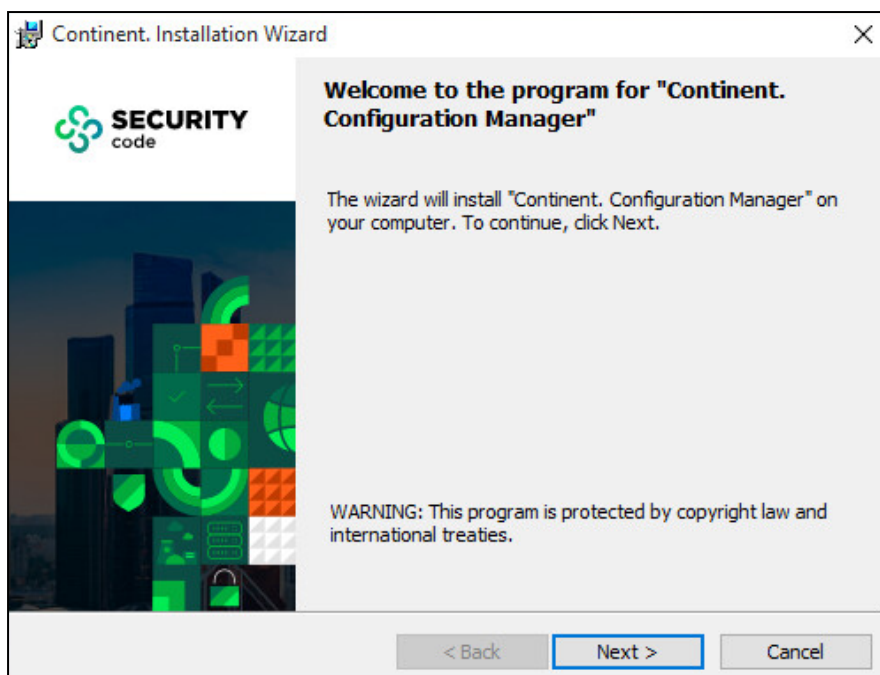 Continent. Installation Wizard
SECURITY
code
Welcome to the program for "Continent.
Configuration Manager"
The wizard will install "Continent. Configuration Manager" on
your computer. To continue, click Next.
WARNING: This program is protected by copyright law and
international treaties.
< Back
Next >
Cancel